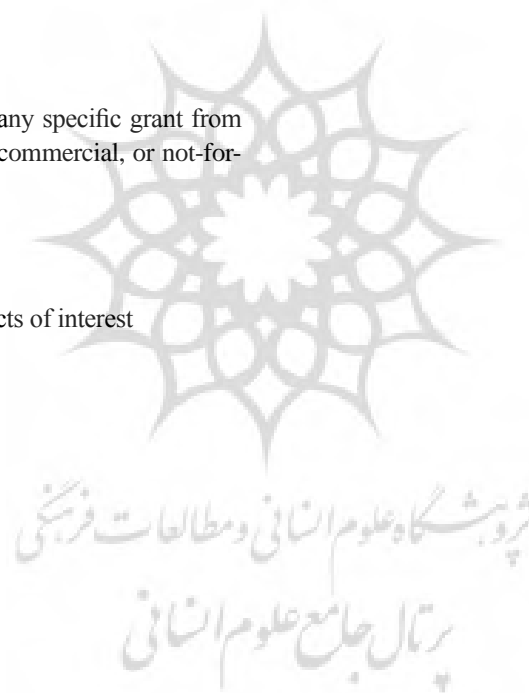 any specific grant from
commercial, or not-for-
cts of interest
پژوهشگاه علوم انسانی و مطالعات فرهنگی
پرتال جامع علوم انسانی